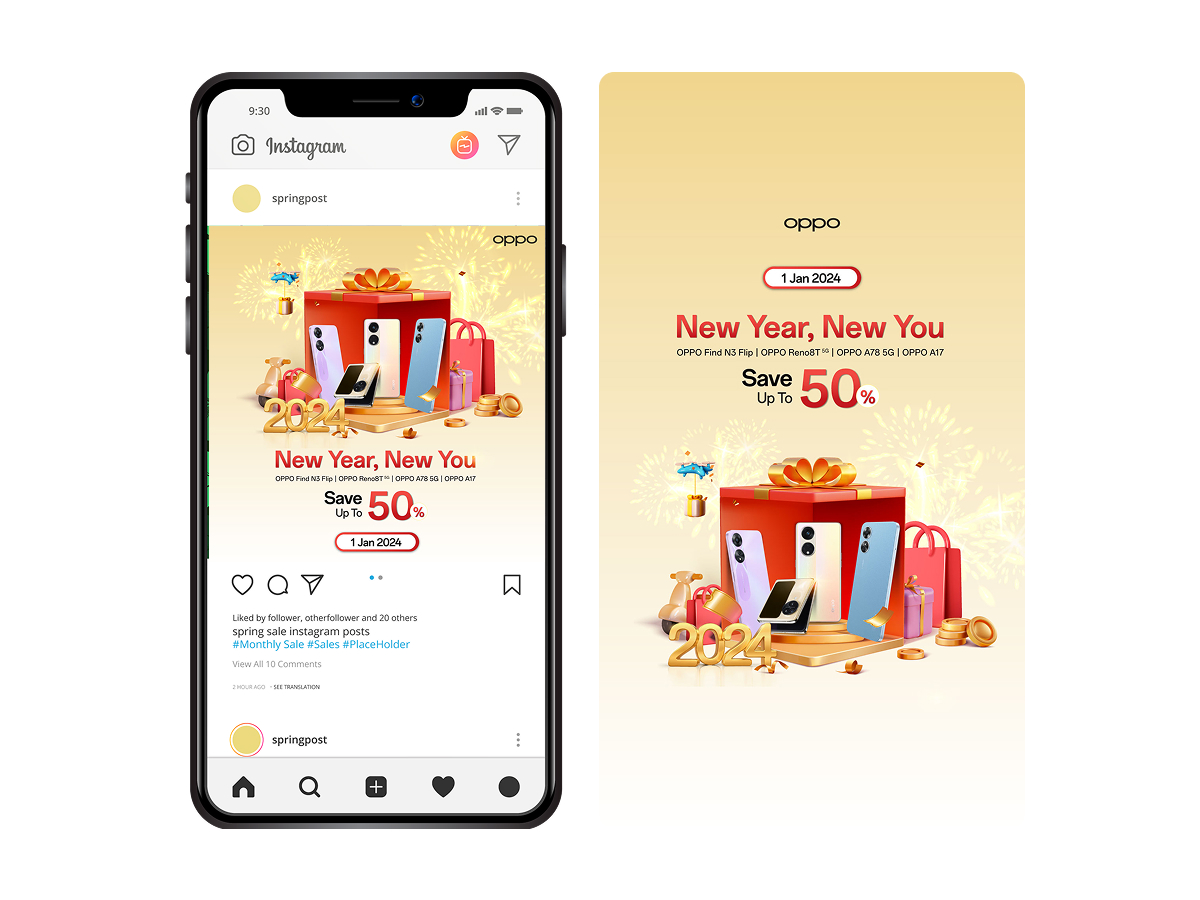 9:30
Instagram
springpost
oppo
2024
New Year, New You
OPPO Find N3 Flip | OPPO Reno8T 5G | OPPO A78 5G | OPPO A17
Save
Up To 50%
1 Jan 2024
Liked by follower, otherfollower and 20 others
spring sale instagram posts
#Monthly Sale #Sales #PlaceHolder
View All 10 Comments
2 HOUR AGO - SEE TRANSLATION
springpost
oppo
1 Jan 2024
New Year, New You
OPPO Find N3 Flip | OPPO Reno8T 5G | OPPO A78 5G | OPPO A17
Save
Up To 50%
2024